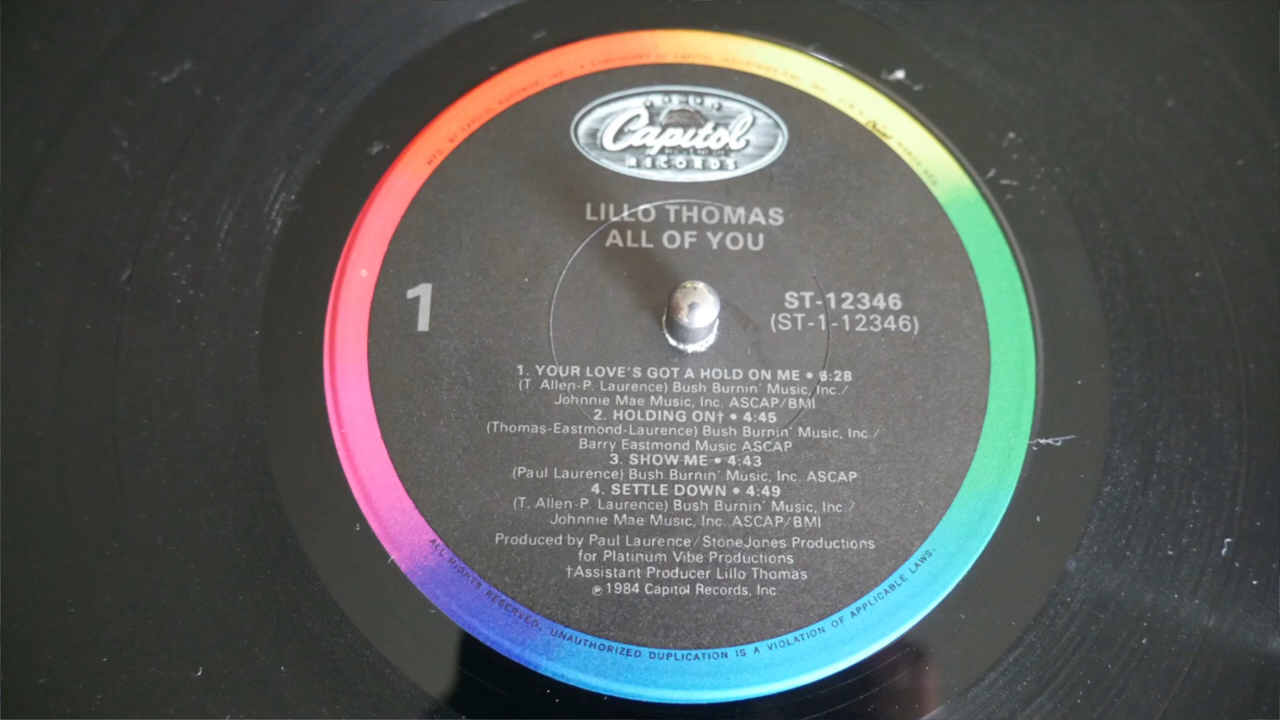 MFG. BY CAPITOL RECORDS, INC.
Capitol
RECORDS
LILLO THOMAS
ALL OF YOU
1
ST-12346
(ST-1-12346)
1. YOUR LOVE'S GOT A HOLD ON ME • 6:28
(T. Allen-P. Laurence) Bush Burnin' Music, Inc./
Johnnie Mae Music, Inc. ASCAP/BMI
2. HOLDING ON† • 4:45
(Thomas-Eastmond-Laurence) Bush Burnin' Music, Inc./
Barry Eastmond Music ASCAP
3. SHOW ME • 4:43
(Paul Laurence) Bush Burnin' Music, Inc. ASCAP
4. SETTLE DOWN • 4:49
(T. Allen-P. Laurence) Bush Burnin' Music, Inc./
Johnnie Mae Music, Inc. ASCAP/BMI
Produced by Paul Laurence/StoneJones Productions
for Platinum Vibe Productions
†Assistant Producer Lillo Thomas
℗1984 Capitol Records, Inc
ALL RIGHTS RESERVED. UNAUTHORIZED DUPLICATION IS A VIOLATION OF APPLICABLE LAWS.